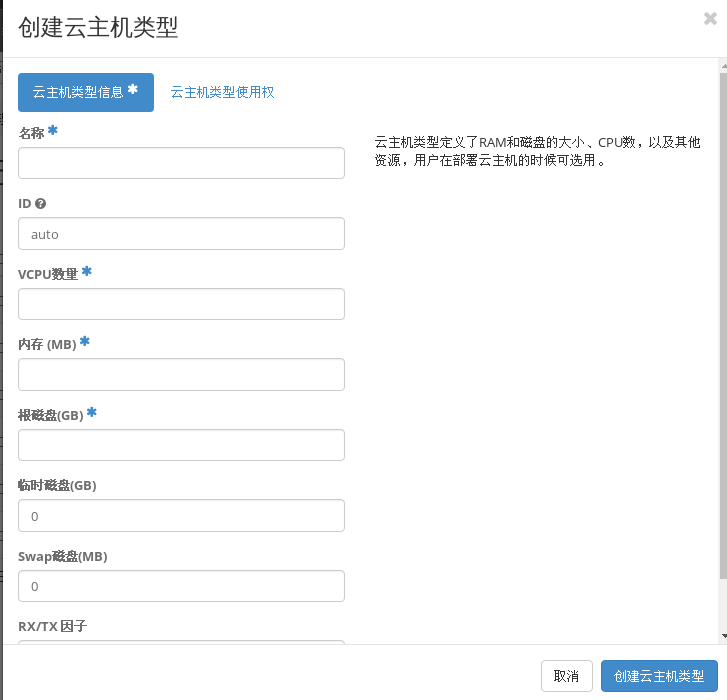 创建云主机类型
×
云主机类型信息 *
云主机类型使用权
名称 *
云主机类型定义了RAM和磁盘的大小、CPU数，以及其他
资源，用户在部署云主机的时候可选用。
ID ?
auto
VCPU数量 *
内存 (MB) *
根磁盘(GB) *
临时磁盘(GB)
0
Swap磁盘(MB)
0
RX/TX 因子
取消
创建云主机类型